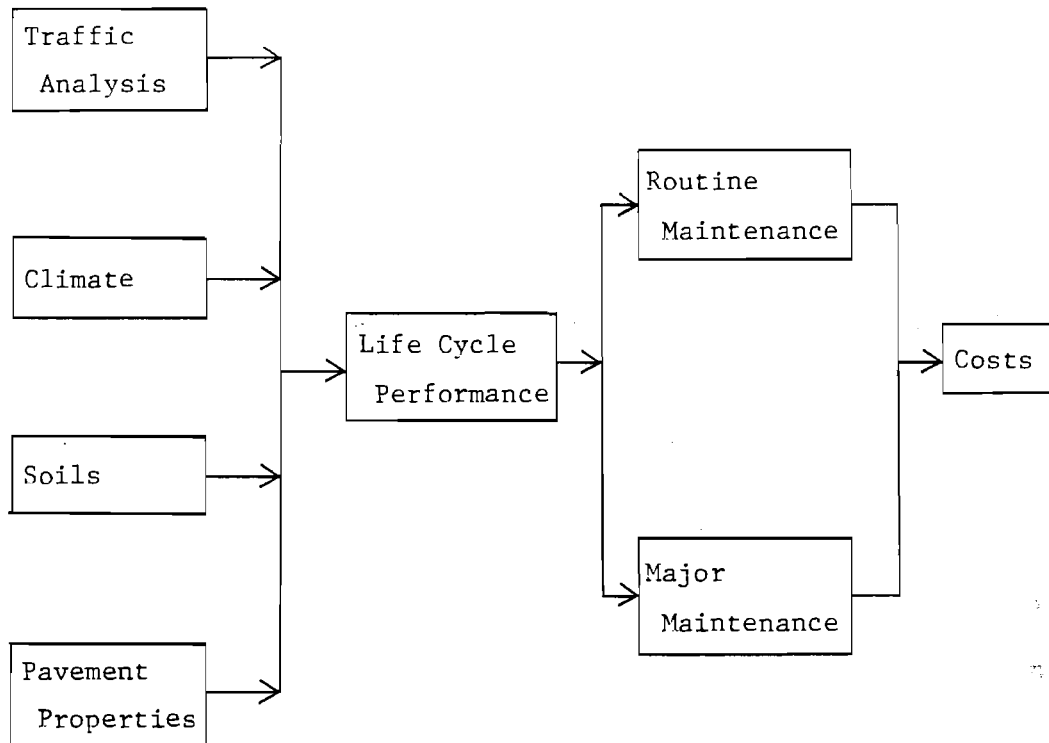 Traffic
Analysis
Climate
Soils
Pavement
Properties
Life Cycle
Performance
Routine
Maintenance
Major
Maintenance
Costs